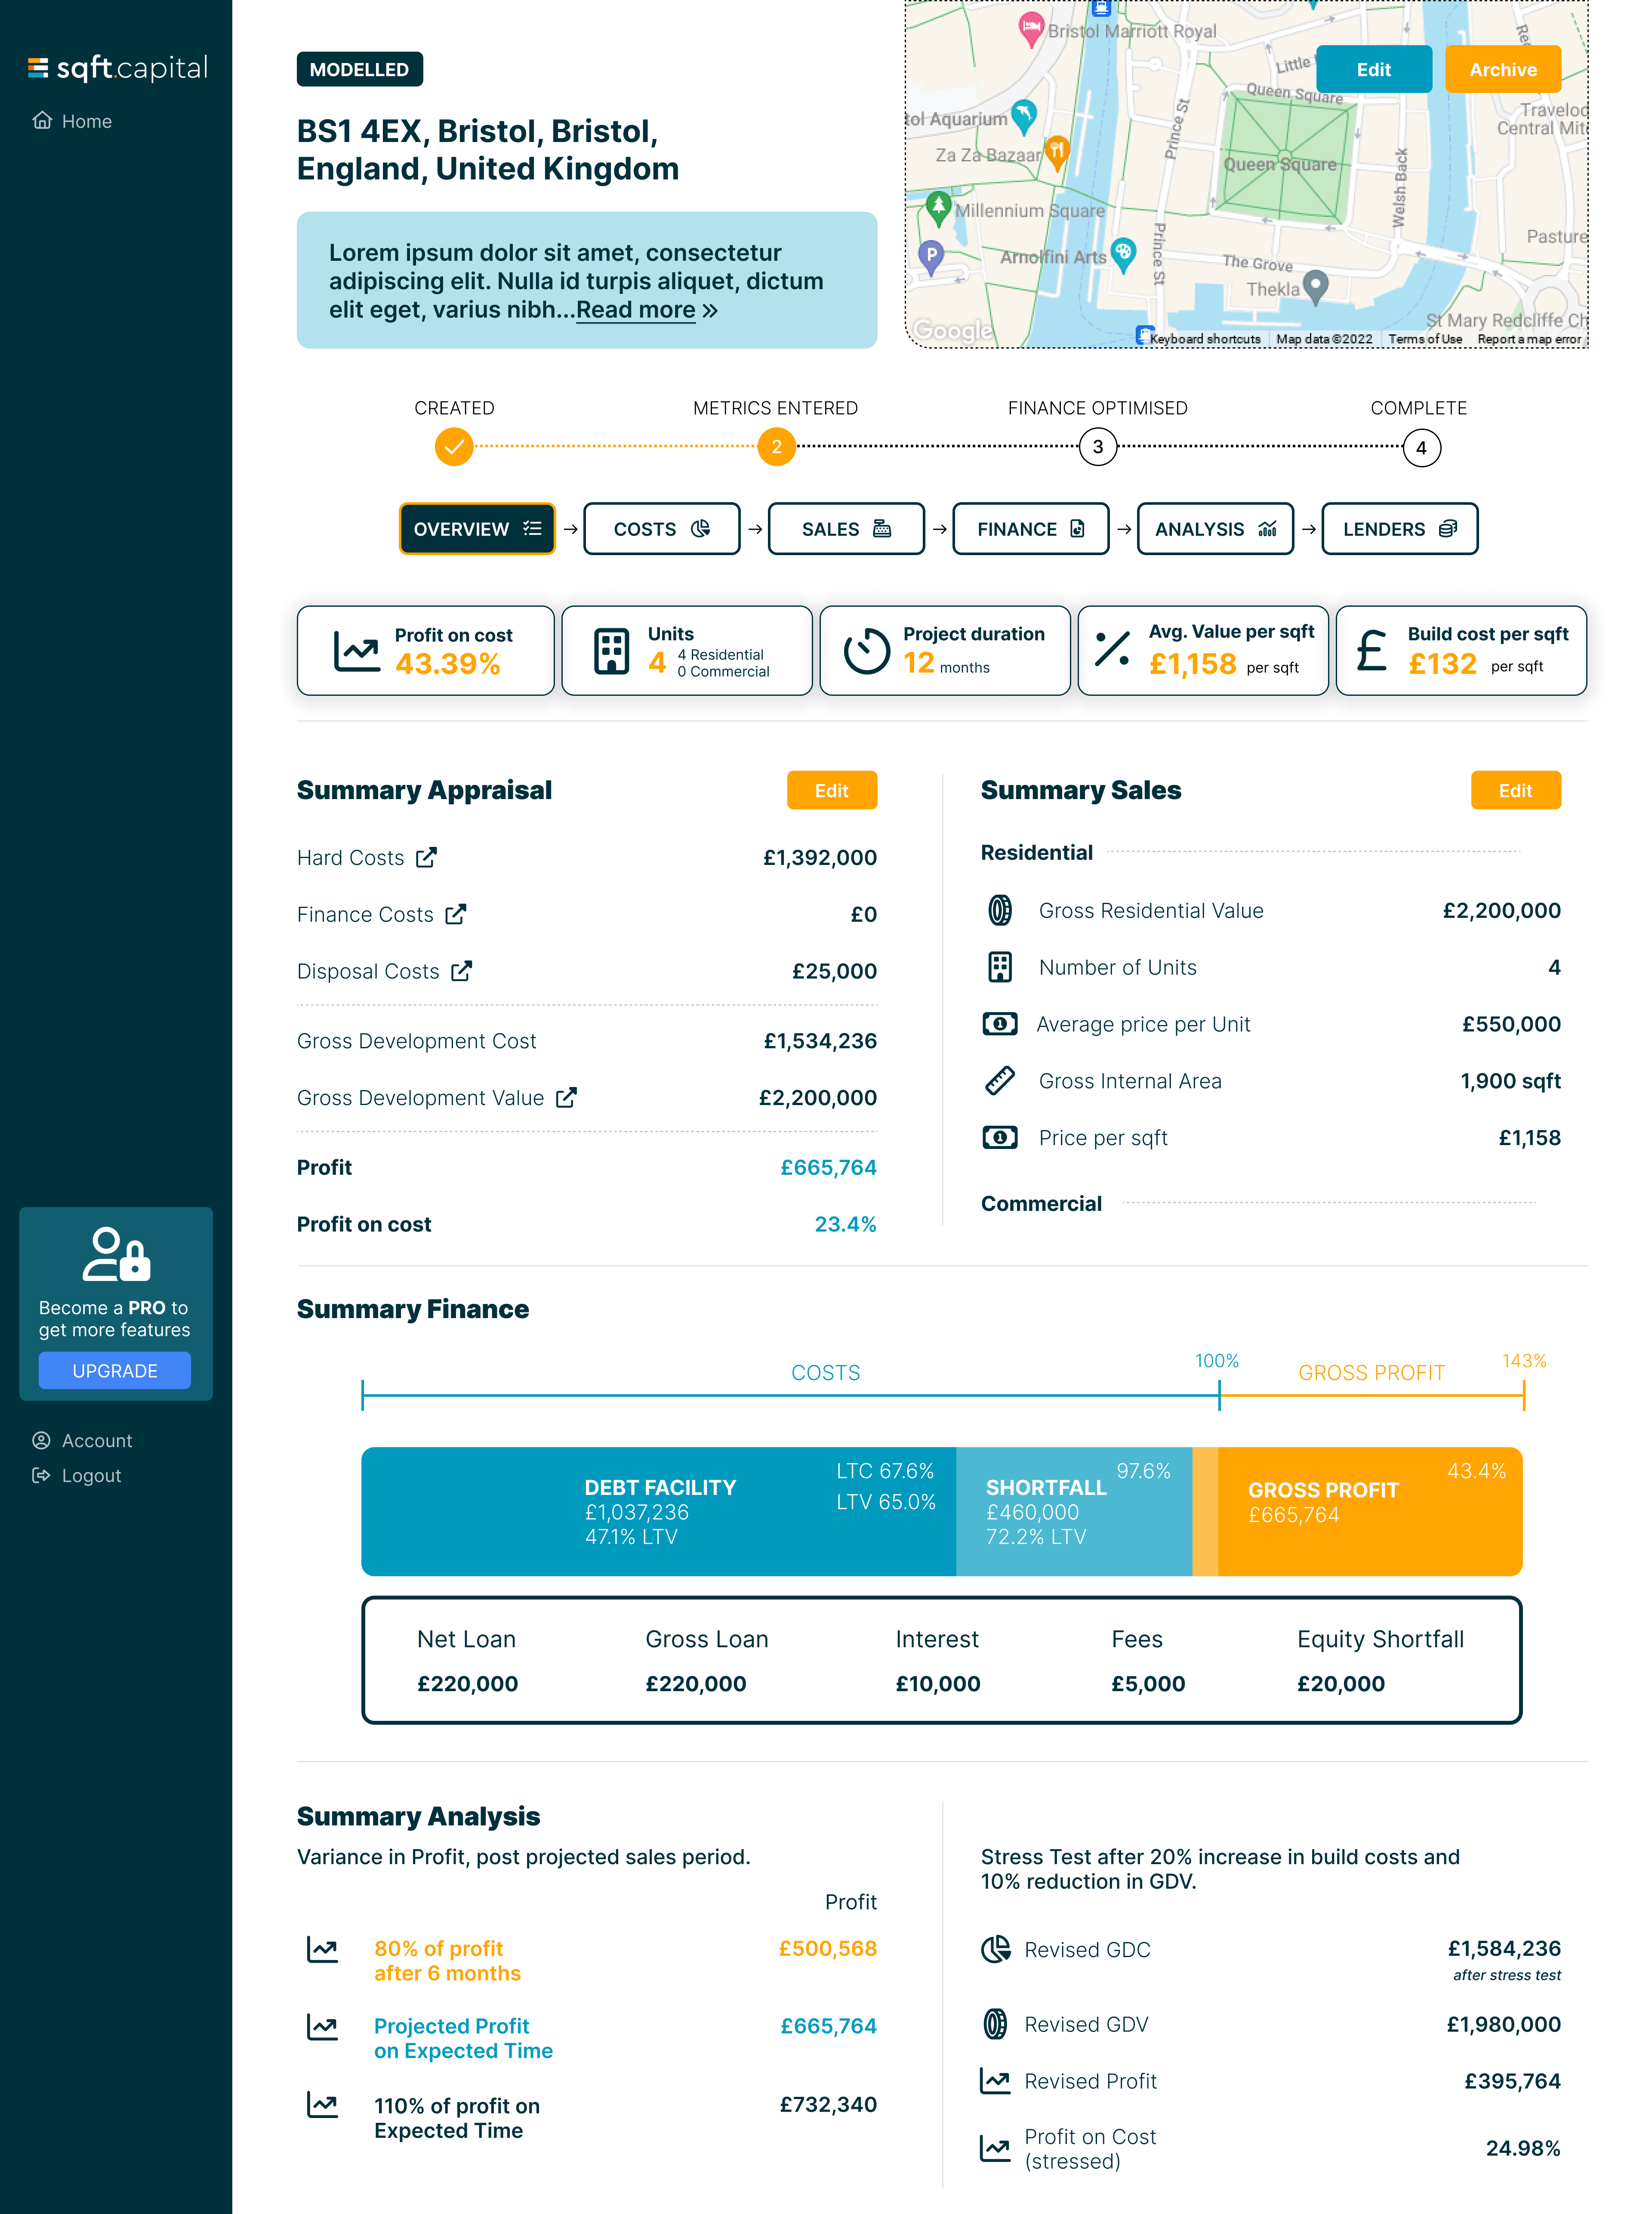 sqft.capital
Home
MODELLED
BS1 4EX, Bristol, Bristol,
England, United Kingdom
Lorem ipsum dolor sit amet, consectetur
adipiscing elit. Nulla id turpis aliquet, dictum
elit eget, varius nibh...Read more »
Bristol Marriott Royal
Little
Edit
Archive
Queen Square
tol Aquarium
Travelod
Central Mit
Za Za Bazaar
Prince St
Queen Square
Welsh Back
Millennium Square
P
Arnolfini Arts
Prince St
The Grove
Pasture
Thekla
St Mary Redcliffe Ch
Google
Keyboard shortcuts
Map data ©2022
Terms of Use
Report a map error
CREATED
METRICS ENTERED
FINANCE OPTIMISED
COMPLETE
2
3
4
OVERVIEW
COSTS
SALES
FINANCE
ANALYSIS
LENDERS
Profit on cost
43.39%
Units
4
4 Residential
0 Commercial
Project duration
12 months
Avg. Value per sqft
£1,158 per sqft
Build cost per sqft
£132 per sqft
Summary Appraisal
Edit
Hard Costs £1,392,000
Finance Costs £0
Disposal Costs £25,000
Gross Development Cost £1,534,236
Gross Development Value £2,200,000
Profit £665,764
Profit on cost 23.4%
Summary Sales
Edit
Residential
Gross Residential Value £2,200,000
Number of Units 4
Average price per Unit £550,000
Gross Internal Area 1,900 sqft
Price per sqft £1,158
Commercial
Become a PRO to
get more features
UPGRADE
Account
Logout
Summary Finance
COSTS
100%
GROSS PROFIT
143%
DEBT FACILITY
£1,037,236
47.1% LTV
LTC 67.6%
LTV 65.0%
SHORTFALL
£460,000
72.2% LTV
97.6%
GROSS PROFIT
£665,764
43.4%
Net Loan
£220,000
Gross Loan
£220,000
Interest
£10,000
Fees
£5,000
Equity Shortfall
£20,000
Summary Analysis
Variance in Profit, post projected sales period.
Profit
80% of profit
after 6 months
£500,568
Projected Profit
on Expected Time
£665,764
110% of profit on
Expected Time
£732,340
Stress Test after 20% increase in build costs and
10% reduction in GDV.
Revised GDC £1,584,236
after stress test
Revised GDV £1,980,000
Revised Profit £395,764
Profit on Cost
(stressed)
24.98%